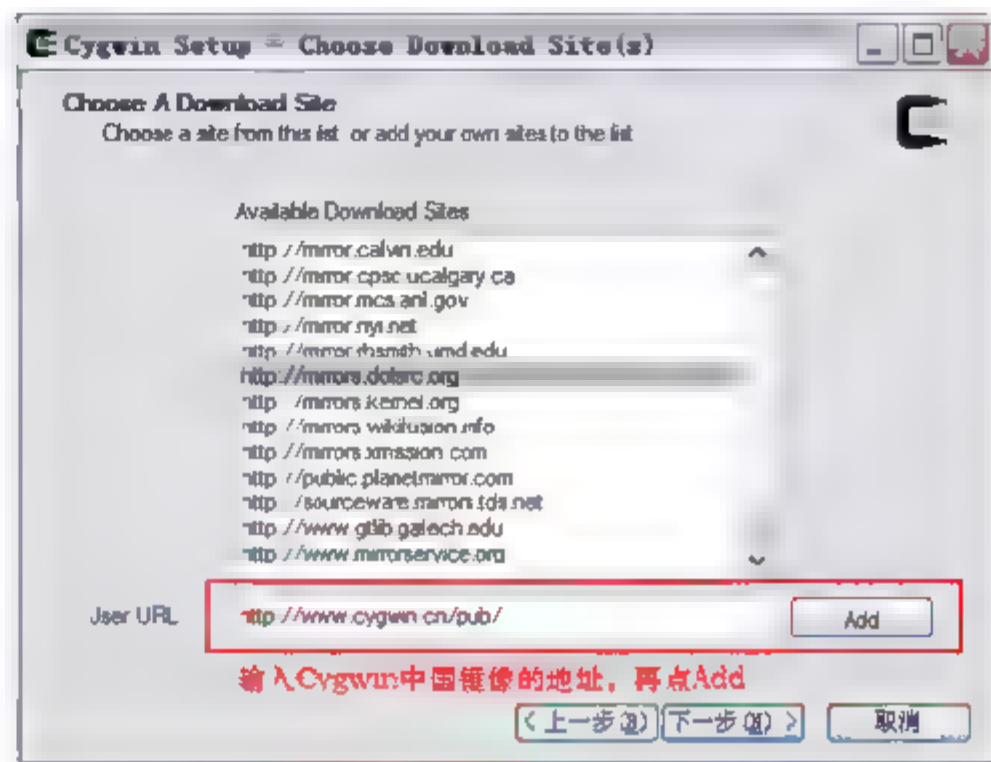 Cygwin Setup - Choose Download Site(s)
Choose A Download Site
Choose a site from this list, or add your own sites to the list
Available Download Sites
http://mirror.calvin.edu
http://mirror.cpsc.ucalgary.ca
http://mirror.mcs.anl.gov
http://mirror.nyi.net
http://mirror.rbsmith.umd.edu
http://mirrors.dotsrc.org
http://mirrors.kernel.org
http://mirrors.xmission.com
http://public.planetmirror.com
http://sourceware.mirrors.tds.net
http://www.gtlib.gatech.edu
http://www.mirrorservice.org
User URL
http://www.cygwin.cn/pub/
Add
输入Cygwin中国镜像的地址，再点Add
< 上一步(B)
下一步(N) >
取消